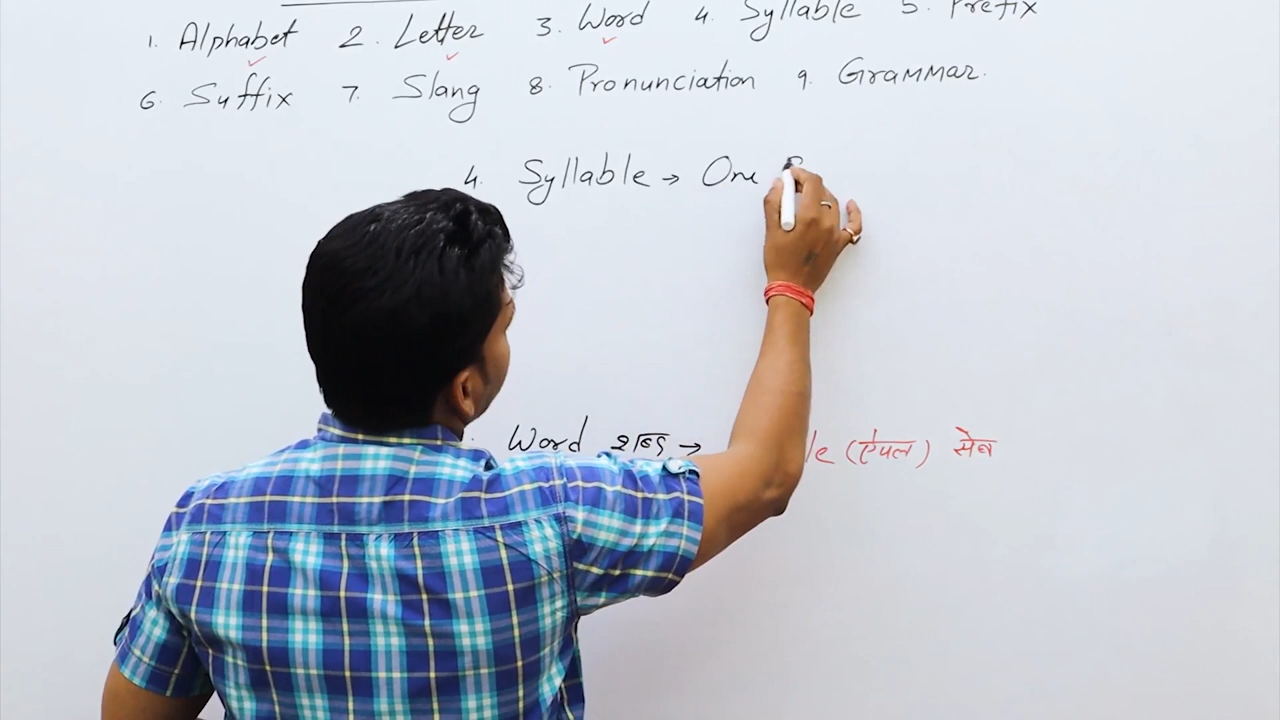 1. Alphabet 2. Letter 3. Word 4. Syllable 5. Prefix
6. Suffix 7. Slang 8. Pronunciation 9. Grammar.
4. Syllable → One
Word शब्द → le (ऐपल) सेब